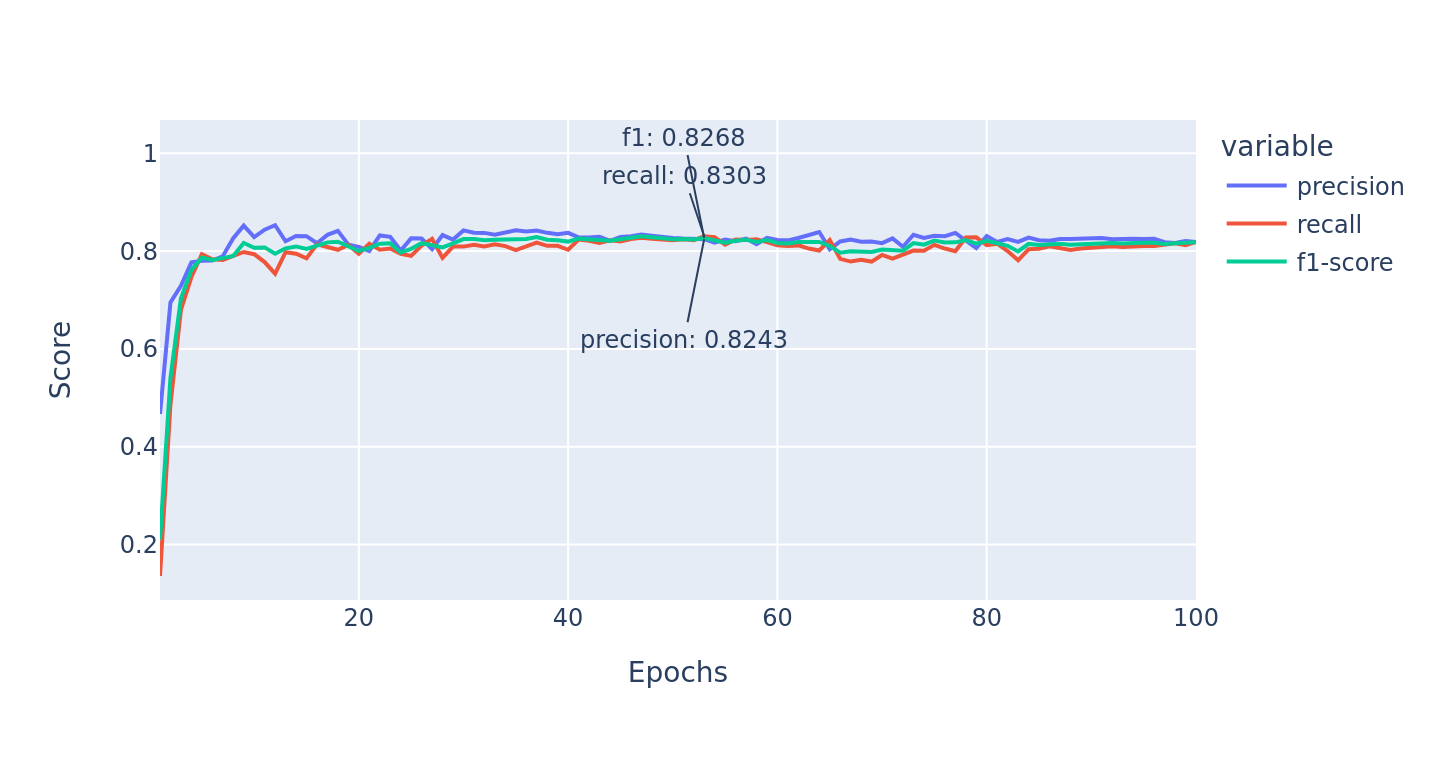 f1: 0.8268
recall: 0.8303
precision: 0.8243
1
0.8
0.6
0.4
0.2
20
40
60
80
100
Score
Epochs
variable
precision
recall
f1-score